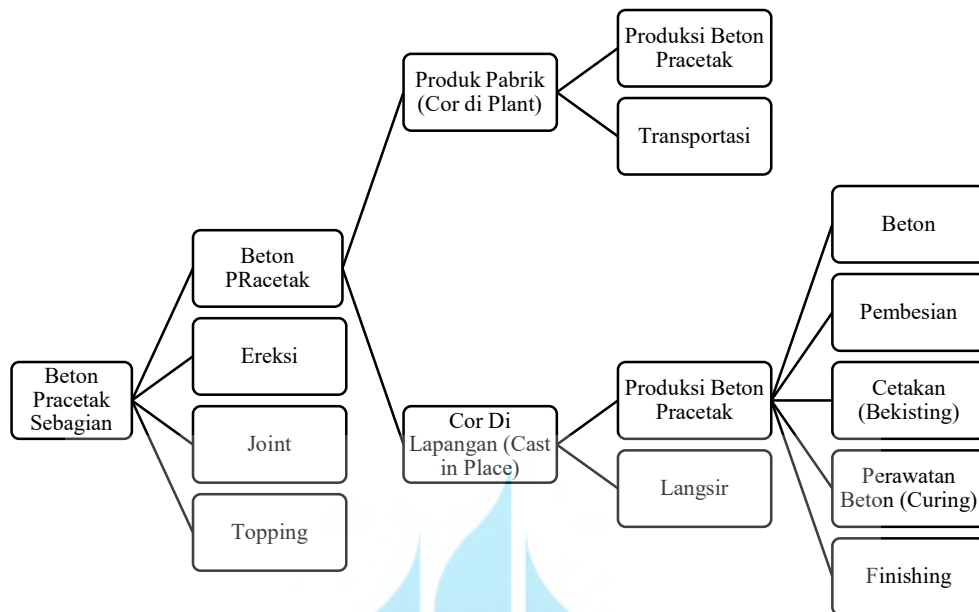 Beton
Pracetak
Sebagian
Beton
PRacetak
Ereksi
Joint
Topping
Produk Pabrik
(Cor di Plant)
Cor Di
Lapangan (Cast
in Place)
Produksi Beton
Pracetak
Transportasi
Produksi Beton
Pracetak
Langsir
Beton
Pembesian
Cetakan
(Bekisting)
Perawatan
Beton (Curing)
Finishing